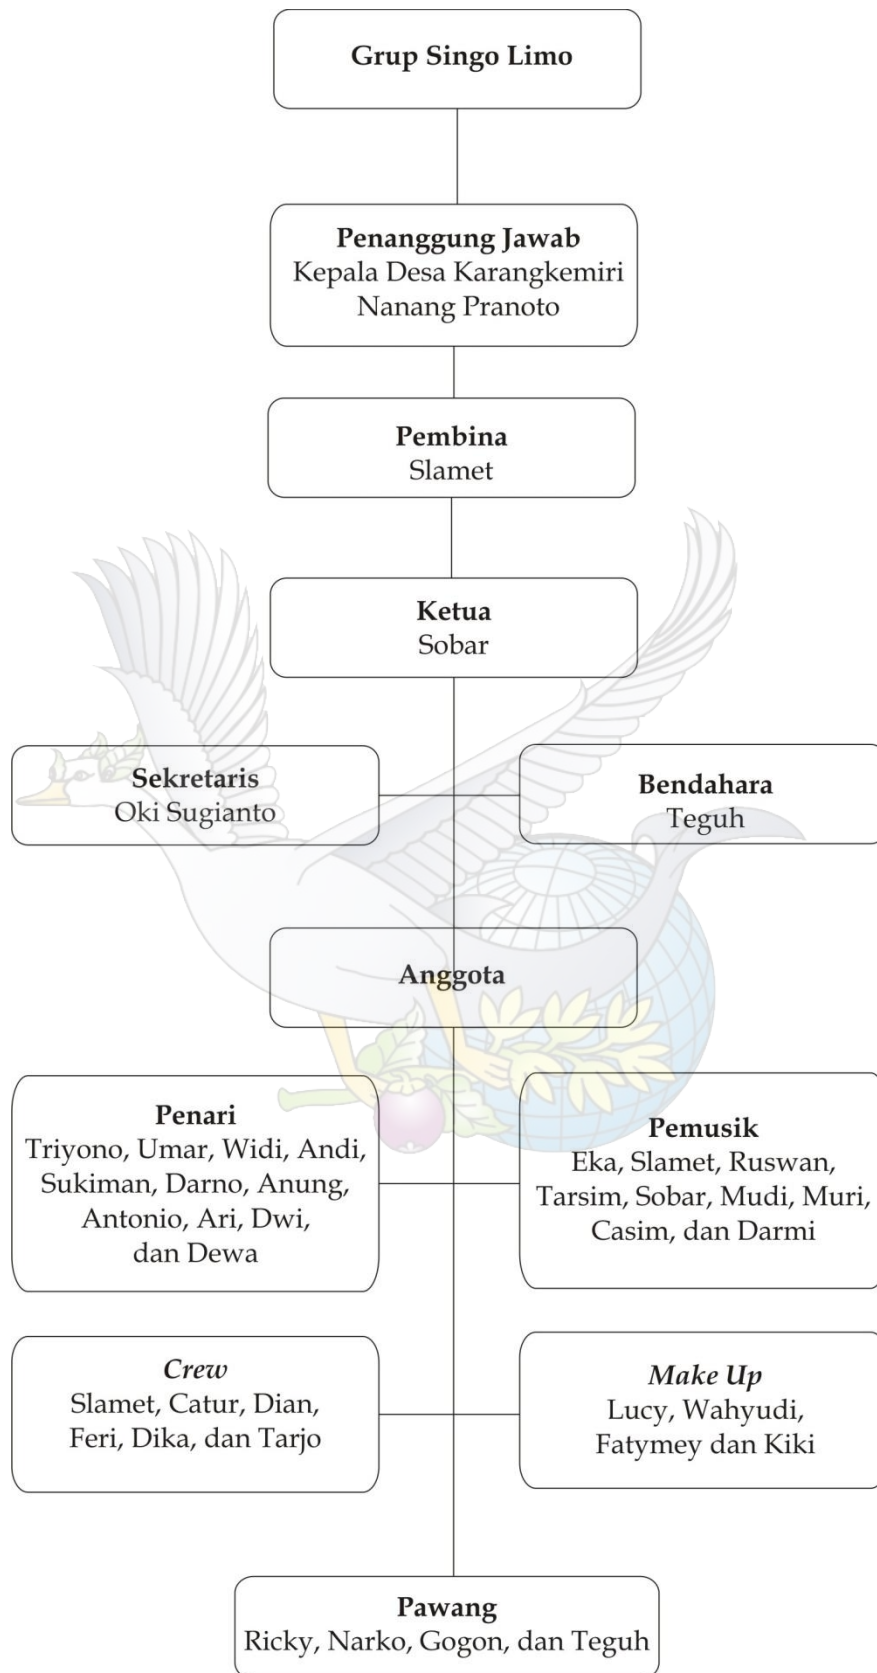 Grup Singo Limo
Penanggung Jawab
Kepala Desa Karangkemiri
Nanang Pranoto
Pembina
Slamet
Ketua
Sobar
Sekretaris
Oki Sugianto
Bendahara
Teguh
Anggota
Penari
Triyono, Umar, Widi, Andi,
Sukiman, Darno, Anung,
Antonio, Ari, Dwi,
dan Dewa
Pemusik
Eka, Slamet, Ruswan,
Tarsim, Sobar, Mudi, Muri,
Casim, dan Darmi
Crew
Slamet, Catur, Dian,
Feri, Dika, dan Tarjo
Make Up
Lucy, Wahyudi,
Fatymey dan Kiki
Pawang
Ricky, Narko, Gogon, dan Teguh